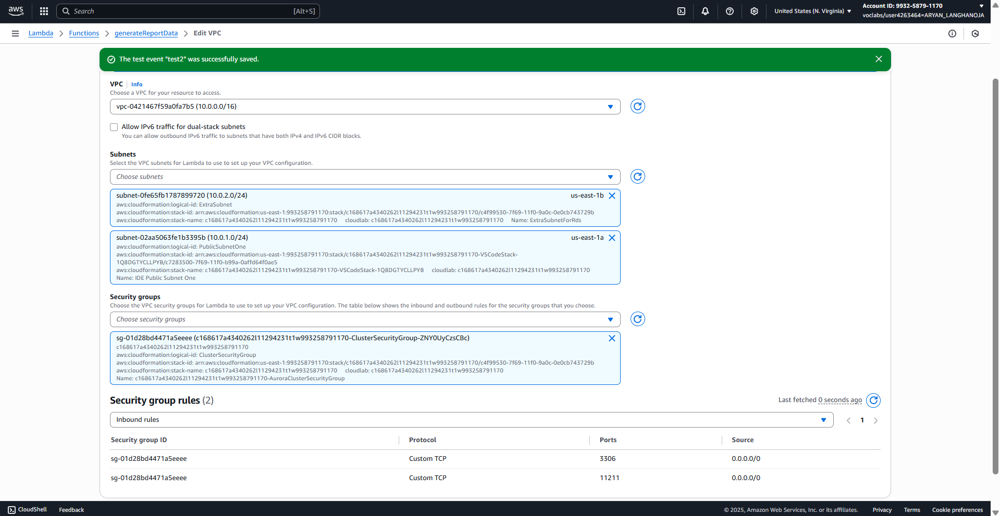 aws
Search [Alt+S]
United States (N. Virginia)
Account ID: 9932-5879-1170
voclabs/user4263464=ARYAN_LANGHANOJA
Lambda Functions generateReportData Edit VPC
The test event "test2" was successfully saved.
VPC Info
Choose a VPC for your resource to access.
vpc-0421467f59a0fa7b5 (10.0.0.0/16)
Allow IPv6 traffic for dual-stack subnets
You can allow outbound IPv6 traffic to subnets that have both IPv4 and IPv6 CIDR blocks.
Subnets
Select the VPC subnets for Lambda to use to set up your VPC configuration.
Choose subnets
subnet-0fe65fb1787899720 (10.0.2.0/24) us-east-1b
aws:cloudformation:logical-id: ExtraSubnet
aws:cloudformation:stack-id: arn:aws:cloudformation:us-east-1:993258791170:stack/c168617a4340262l11294231t1w993258791170/c4f99530-7f69-11f0-9a0c-0e0cb743729b
aws:cloudformation:stack-name: c168617a4340262l11294231t1w993258791170 cloudlab: c168617a4340262l11294231t1w993258791170 Name: ExtraSubnetForRds
subnet-02aa5063fe1b3395b (10.0.1.0/24) us-east-1a
aws:cloudformation:logical-id: PublicSubnetOne
aws:cloudformation:stack-id: arn:aws:cloudformation:us-east-1:993258791170:stack/c168617a4340262l11294231t1w993258791170-VSCodeStack-
1Q8DGTYCLLPYB/c7283500-7f69-11f0-b99a-0affd64f0ae5
aws:cloudformation:stack-name: c168617a4340262l11294231t1w993258791170-VSCodeStack-1Q8DGTYCLLPYB cloudlab: c168617a4340262l11294231t1w993258791170
Name: IDE Public Subnet One
Security groups
Choose the VPC security groups for Lambda to use to set up your VPC configuration. The table below shows the inbound and outbound rules for the security groups that you choose.
Choose security groups
sg-01d28bd4471a5eeee (c168617a4340262l11294231t1w993258791170-ClusterSecurityGroup-ZNY0UyCzsCBc)
c168617a4340262l11294231t1w993258791170
aws:cloudformation:logical-id: ClusterSecurityGroup
aws:cloudformation:stack-id: arn:aws:cloudformation:us-east-1:993258791170:stack/c168617a4340262l11294231t1w993258791170/c4f99530-7f69-11f0-9a0c-0e0cb743729b
aws:cloudformation:stack-name: c168617a4340262l11294231t1w993258791170 cloudlab: c168617a4340262l11294231t1w993258791170
Name: c168617a4340262l11294231t1w993258791170-AuroraClusterSecurityGroup
Security group rules (2) Last fetched 0 seconds ago
Inbound rules 1
Security group ID Protocol Ports Source
sg-01d28bd4471a5eeee Custom TCP 3306 0.0.0.0/0
sg-01d28bd4471a5eeee Custom TCP 11211 0.0.0.0/0
CloudShell Feedback © 2025, Amazon Web Services, Inc. or its affiliates. Privacy Terms Cookie preferences